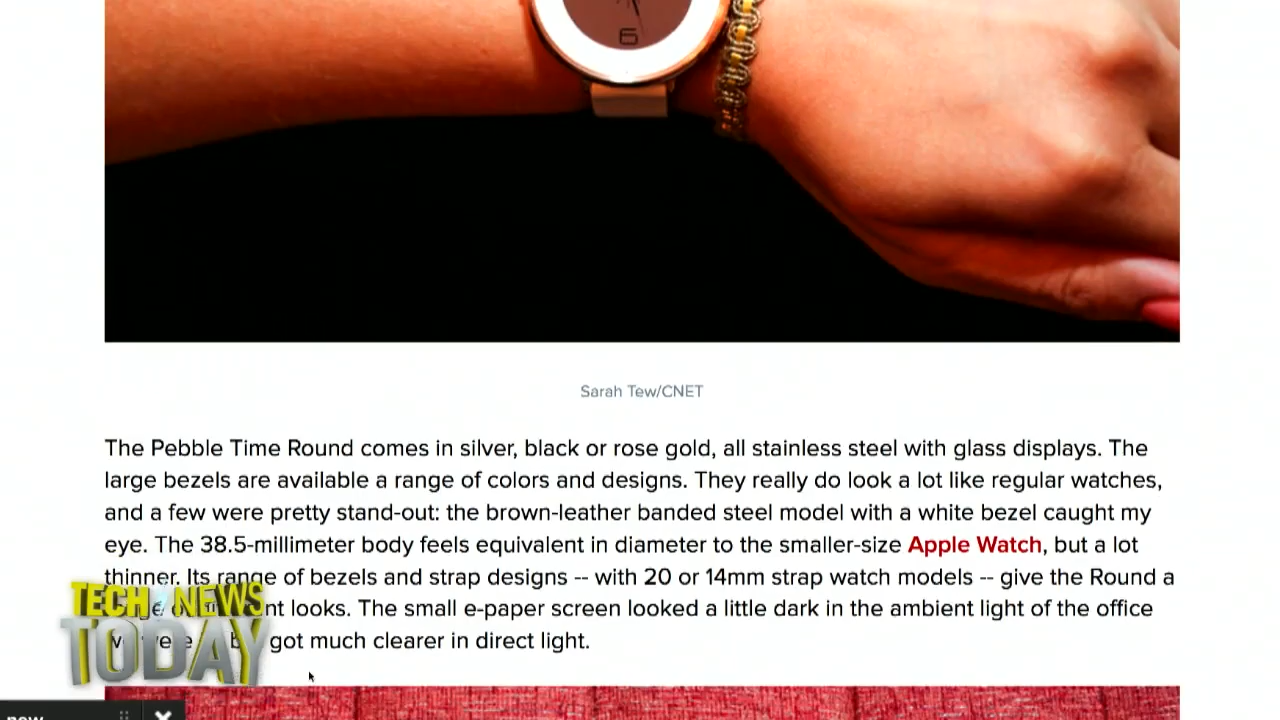 6
Sarah Tew/CNET
The Pebble Time Round comes in silver, black or rose gold, all stainless steel with glass displays. The
large bezels are available a range of colors and designs. They really do look a lot like regular watches,
and a few were pretty stand-out: the brown-leather banded steel model with a white bezel caught my
eye. The 38.5-millimeter body feels equivalent in diameter to the smaller-size Apple Watch, but a lot
thinner. Its range of bezels and strap designs -- with 20 or 14mm strap watch models -- give the Round a
looks. The small e-paper screen looked a little dark in the ambient light of the office
got much clearer in direct light.
TECH NEWS
TODAY
now